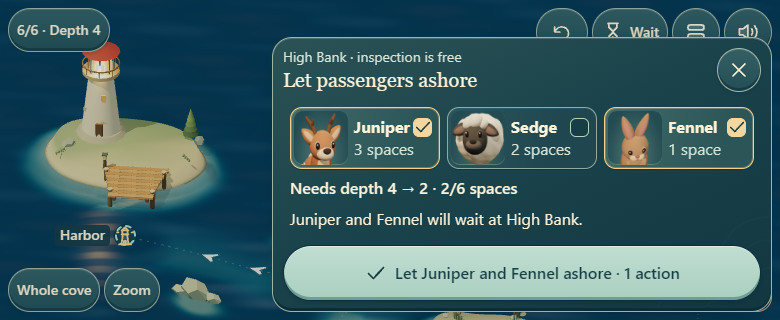 6/6 · Depth 4
Wait
High Bank · inspection is free
Let passengers ashore
Juniper
3 spaces
Sedge
2 spaces
Fennel
1 space
Needs depth 4 → 2 · 2/6 spaces
Juniper and Fennel will wait at High Bank.
Let Juniper and Fennel ashore · 1 action
Harbor
Whole cove
Zoom